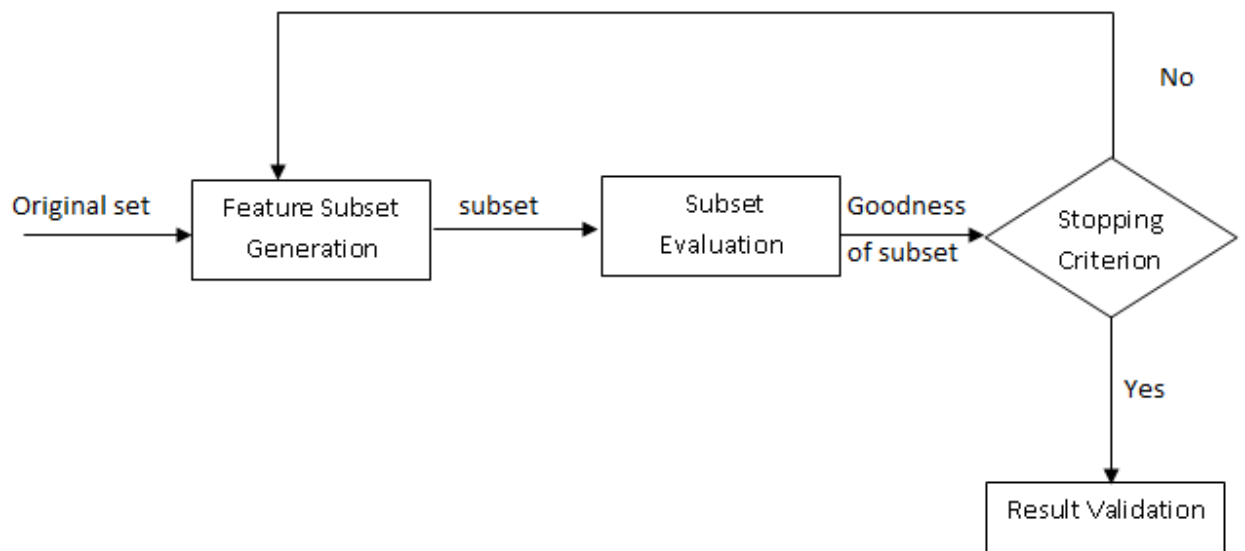 No
Original set
Feature Subset
Generation
subset
Subset
Evaluation
Goodness
of subset
Stopping
Criterion
Yes
Result Validation